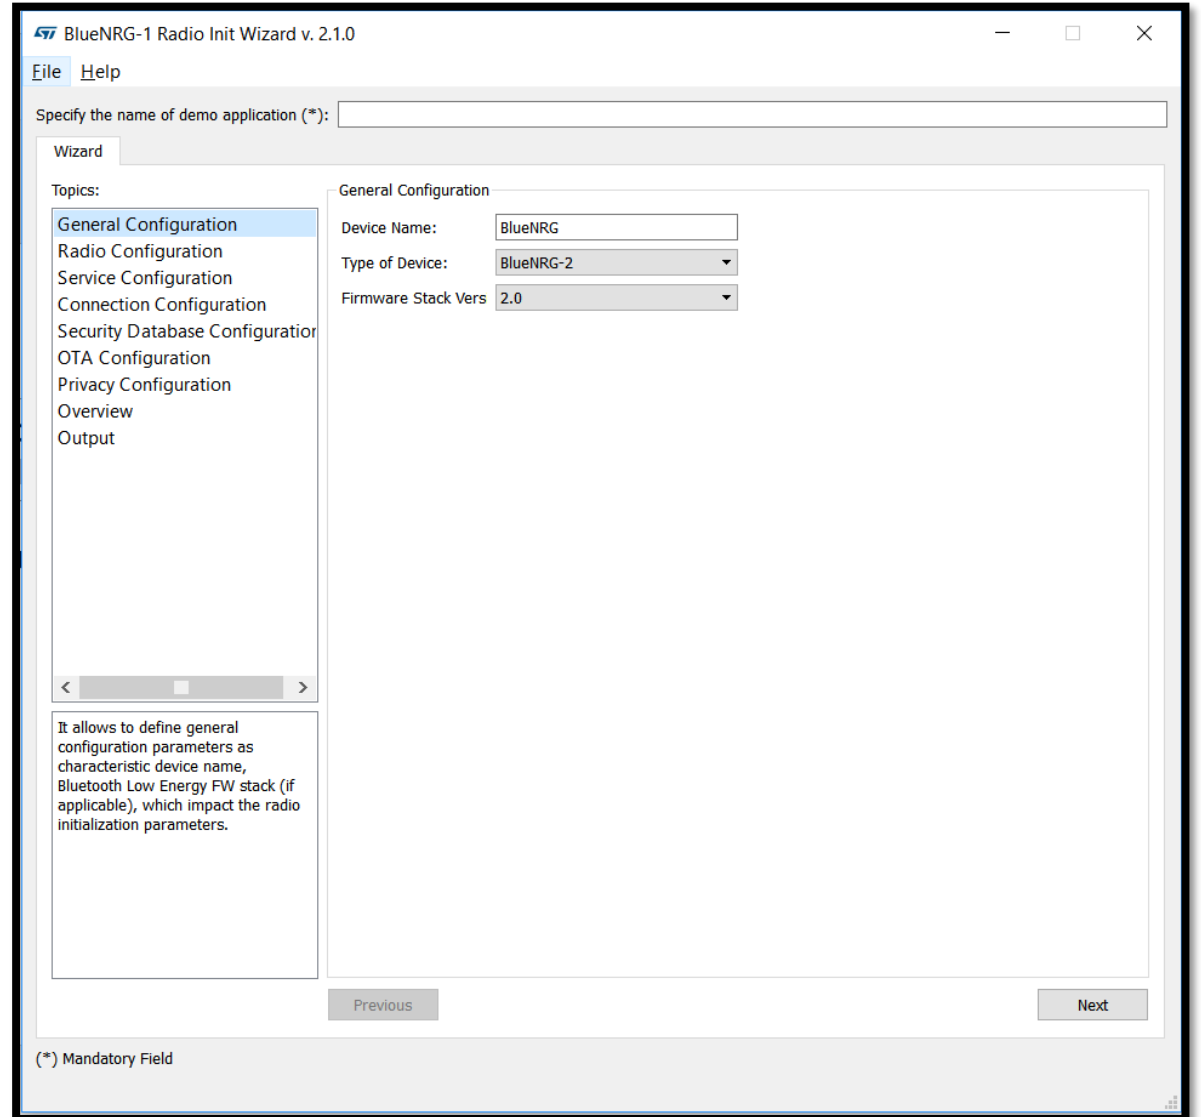 ST BlueNRG-1 Radio Init Wizard v. 2.1.0
File Help
Specify the name of demo application (*):
Wizard
Topics:
General Configuration
Radio Configuration
Service Configuration
Connection Configuration
Security Database Configuration
OTA Configuration
Privacy Configuration
Overview
Output
It allows to define general
configuration parameters as
characteristic device name,
Bluetooth Low Energy FW stack (if
applicable), which impact the radio
initialization parameters.
General Configuration
Device Name: BlueNRG
Type of Device: BlueNRG-2
Firmware Stack Vers 2.0
Previous Next
(*) Mandatory Field